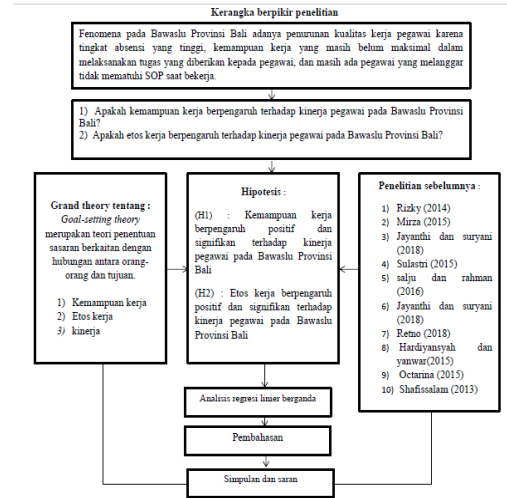 Kerangka berpikir penelitian
Fenomena pada Bawaslu Provinsi Bali adanya penurunan kualitas kerja pegawai karena
tingkat absensi yang tinggi, kemampuan kerja yang masih belum maksimal dalam
melaksanakan tugas yang diberikan kepada pegawai, dan masih ada pegawai yang melanggar
tidak mematuhi SOP saat bekerja.
1) Apakah kemampuan kerja berpengaruh terhadap kinerja pegawai pada Bawaslu Provinsi
Bali?
2) Apakah etos kerja berpengaruh terhadap kinerja pegawai pada Bawaslu Provinsi Bali?
Grand theory tentang :
Goal-setting theory
merupakan teori penentuan
sasaran berkaitan dengan
hubungan antara orang-
orang dan tujuan.
1) Kemampuan kerja
2) Etos kerja
3) kinerja
Hipotesis :
(H1) : Kemampuan kerja
berpengaruh positif dan
signifikan terhadap kinerja
pegawai pada Bawaslu Provinsi
Bali
(H2) : Etos kerja berpengaruh
positif dan signifikan terhadap
kinerja pegawai pada Bawaslu
Provinsi Bali
Penelitian sebelumnya :
1) Rizky (2014)
2) Mirza (2015)
3) Jayanthi dan suryani
(2018)
4) Sulastri (2015)
5) salju dan rahman
(2016)
6) Jayanthi dan suryani
(2018)
7) Retno (2018)
8) Hardiyansyah dan
yanwar(2015)
9) Octarina (2015)
10) Shafissalam (2013)
Analisis regresi linier berganda
Pembahasan
Simpulan dan saran